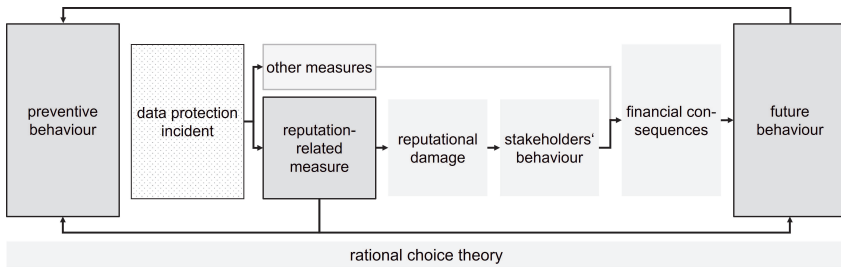 preventive
behaviour
data protection
incident
other measures
reputation-
related
measure
reputational
damage
stakeholders‘
behaviour
financial con-
sequences
future
behaviour
rational choice theory